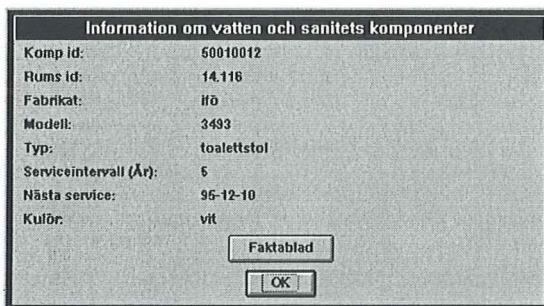 Information om vatten och sanitets komponenter
Komp id: 50010012
Rums id: 14.116
Fabrikat: Ifö
Modell: 3493
Typ: toalettstol
Serviceintervall (År): 5
Nästa service: 95-12-10
Kulör: vit
Faktablad
OK